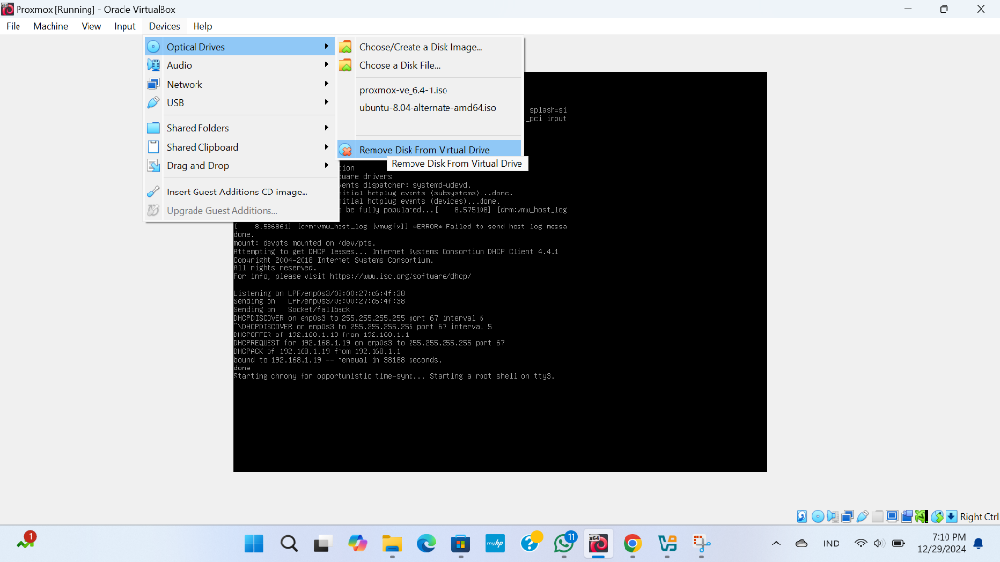 Proxmox [Running] - Oracle VirtualBox
File Machine View Input Devices Help
Optical Drives
Audio
Network
USB
Shared Folders
Shared Clipboard
Drag and Drop
Insert Guest Additions CD image...
Upgrade Guest Additions...
Choose/Create a Disk Image...
Choose a Disk File...
proxmox-ve_6.4-1.iso
ubuntu-8.04-alternate-amd64.iso
Remove Disk From Virtual Drive
Remove Disk From Virtual Drive
splash=si
_pci input
tion
ware drivers
ents dispatcher: systemd-udevd.
itial hotplug events (subsystems)...done.
itial hotplug events (devices)...done.
be fully populated...[ 8.575108] [drm:vmw_host_log
8.586861] [drm:vmw_host_log [vmwgfx]] *ERROR* Failed to send host log messa
done.
mount: devpts mounted on /dev/pts.
Attempting to get DHCP leases... Internet Systems Consortium DHCP Client 4.4.1
Copyright 2004-2018 Internet Systems Consortium.
All rights reserved.
For info, please visit https://www.isc.org/software/dhcp/
Listening on LPF/enp0s3/08:00:27:d6:4f:38
Sending on LPF/enp0s3/08:00:27:d6:4f:38
Sending on Socket/fallback
DHCPDISCOVER on enp0s3 to 255.255.255.255 port 67 interval 6
DHCPDISCOVER on enp0s3 to 255.255.255.255 port 67 interval 5
DHCPOFFER of 192.168.1.19 from 192.168.1.1
DHCPREQUEST for 192.168.1.19 on enp0s3 to 255.255.255.255 port 67
DHCPACK of 192.168.1.19 from 192.168.1.1
bound to 192.168.1.19 -- renewal in 38188 seconds.
done
Starting chrony for opportunistic time-sync... Starting a root shell on tty3.
Right Ctrl
1
myhp
11
IND
7:10 PM
12/29/2024